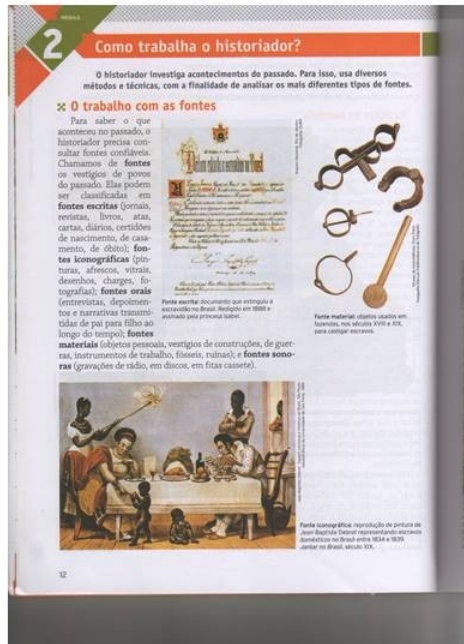 MÓDULO
2
Como trabalha o historiador?
O historiador investiga acontecimentos do passado. Para isso, usa diversos
métodos e técnicas, com a finalidade de analisar os mais diferentes tipos de fontes.
O trabalho com as fontes
Para saber o que
aconteceu no passado, o
historiador precisa con-
sultar fontes confiáveis.
Chamamos de fontes
os vestígios de povos
do passado. Elas podem
ser classificadas em
fontes escritas (jornais,
revistas, livros, atas,
cartas, diários, certidões
de nascimento, de casa-
mento, de óbito); fon-
tes iconográficas (pin-
turas, afrescos, vitrais,
desenhos, charges, fo-
tografias); fontes orais
(entrevistas, depoimen-
tos e narrativas transmi-
tidas de pai para filho ao
longo do tempo); fontes
materiais (objetos pessoais, vestígios de construções, de guer-
ras, instrumentos de trabalho, fósseis, ruínas); e fontes sono-
ras (gravações de rádio, em discos, em fitas cassete).
Fonte escrita: documento que extinguiu a
escravidão no Brasil. Redigido em 1888 e
assinado pela princesa Isabel.
Fonte material: objetos usados em
fazendas, nos séculos XVIII e XIX,
para castigar escravos.
Fonte iconográfica: reprodução de pintura de
Jean-Baptiste Debret representando escravos
domésticos no Brasil entre 1834 e 1839.
Jantar no Brasil, século XIX.
12